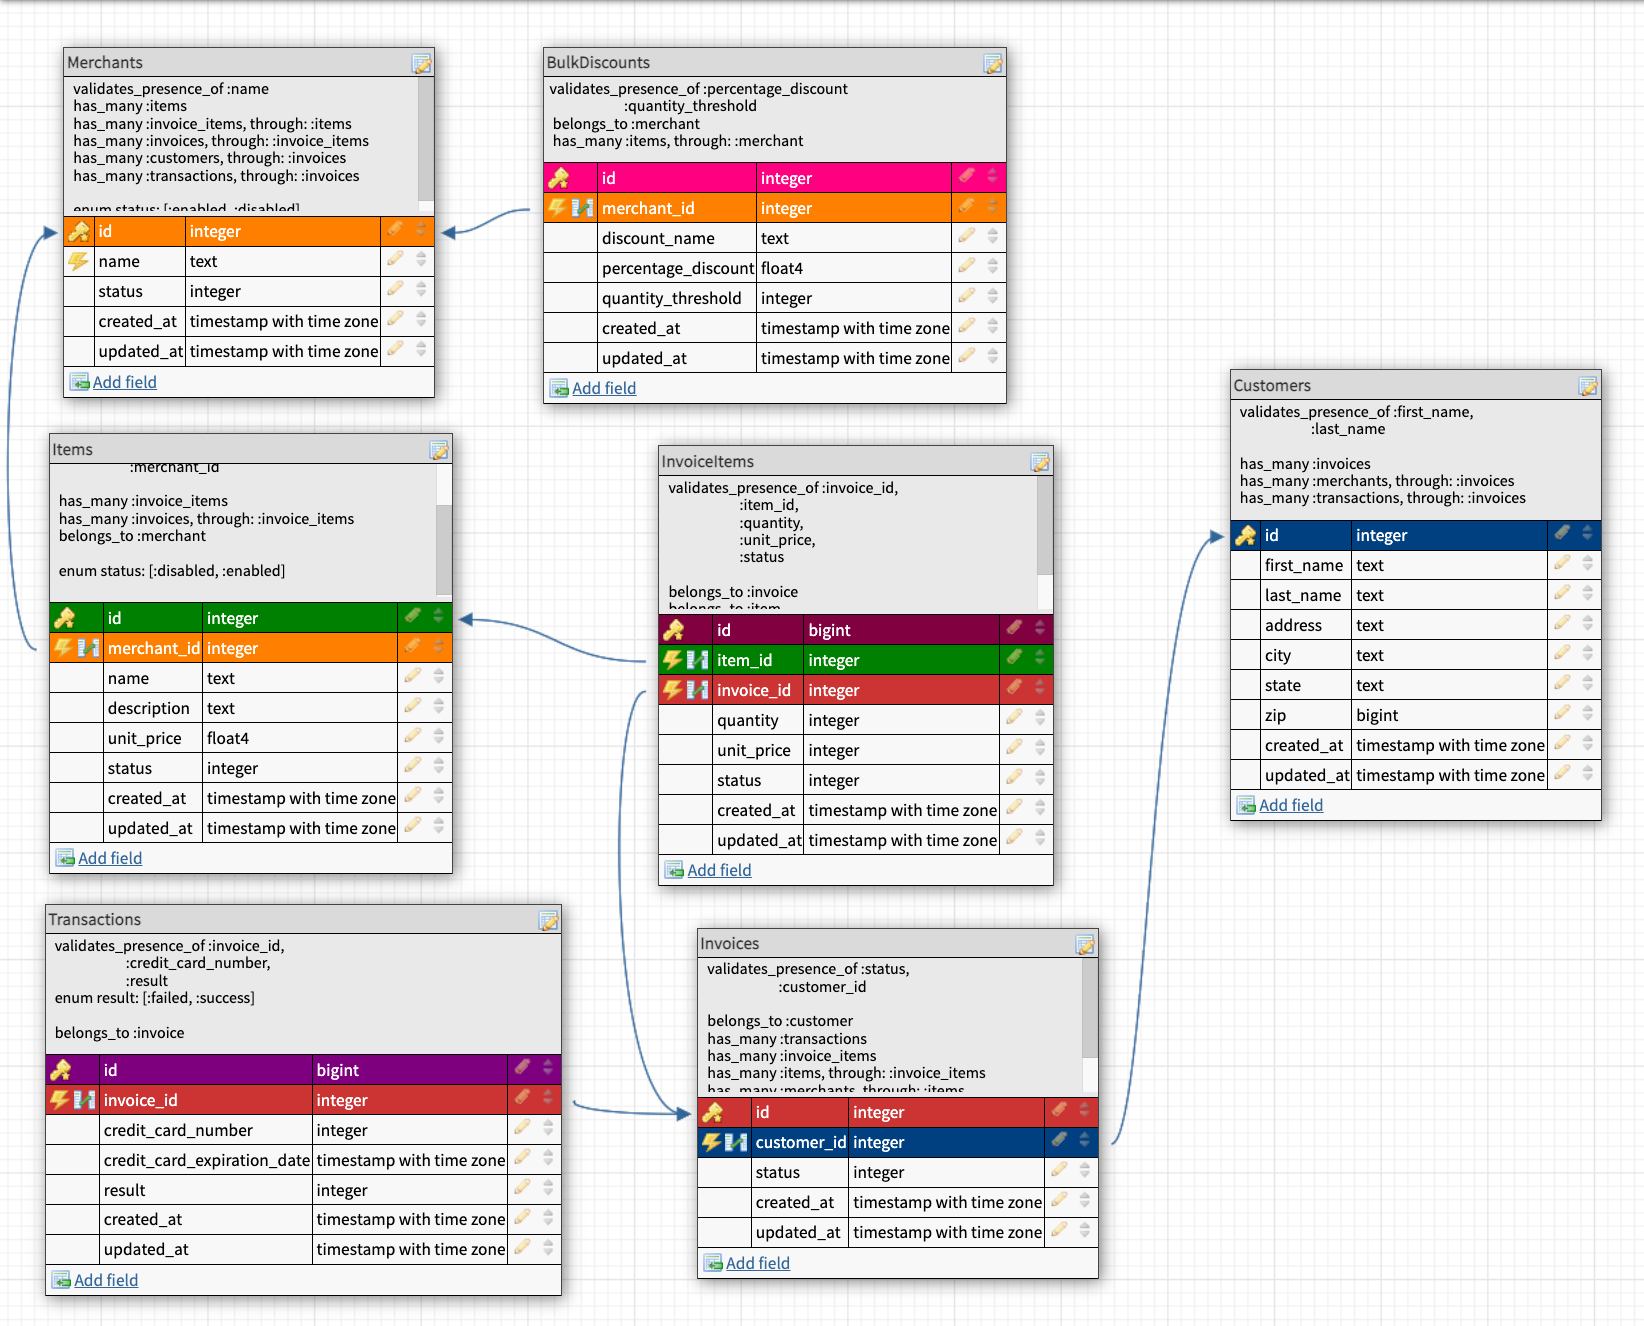 Merchants
validates_presence_of :name
has_many :items
has_many :invoice_items, through: :items
has_many :invoices, through: :invoice_items
has_many :customers, through: :invoices
has_many :transactions, through: :invoices
enum status: [:enabled, :disabled]
id integer
name text
status integer
created_at timestamp with time zone
updated_at timestamp with time zone
Add field
BulkDiscounts
validates_presence_of :percentage_discount
:quantity_threshold
belongs_to :merchant
has_many :items, through: :merchant
id integer
merchant_id integer
discount_name text
percentage_discount float4
quantity_threshold integer
created_at timestamp with time zone
updated_at timestamp with time zone
Add field
Customers
validates_presence_of :first_name,
:last_name
has_many :invoices
has_many :merchants, through: :invoices
has_many :transactions, through: :invoices
id integer
first_name text
last_name text
address text
city text
state text
zip bigint
created_at timestamp with time zone
updated_at timestamp with time zone
Add field
Items
:merchant_id
has_many :invoice_items
has_many :invoices, through: :invoice_items
belongs_to :merchant
enum status: [:disabled, :enabled]
id integer
merchant_id integer
name text
description text
unit_price float4
status integer
created_at timestamp with time zone
updated_at timestamp with time zone
Add field
InvoiceItems
validates_presence_of :invoice_id,
:item_id,
:quantity,
:unit_price,
:status
belongs_to :invoice
belongs_to :item
id bigint
item_id integer
invoice_id integer
quantity integer
unit_price integer
status integer
created_at timestamp with time zone
updated_at timestamp with time zone
Add field
Transactions
validates_presence_of :invoice_id,
:credit_card_number,
:result
enum result: [:failed, :success]
belongs_to :invoice
id bigint
invoice_id integer
credit_card_number integer
credit_card_expiration_date timestamp with time zone
result integer
created_at timestamp with time zone
updated_at timestamp with time zone
Add field
Invoices
validates_presence_of :status,
:customer_id
belongs_to :customer
has_many :transactions
has_many :invoice_items
has_many :items, through: :invoice_items
has_many :merchants, through: :items
id integer
customer_id integer
status integer
created_at timestamp with time zone
updated_at timestamp with time zone
Add field